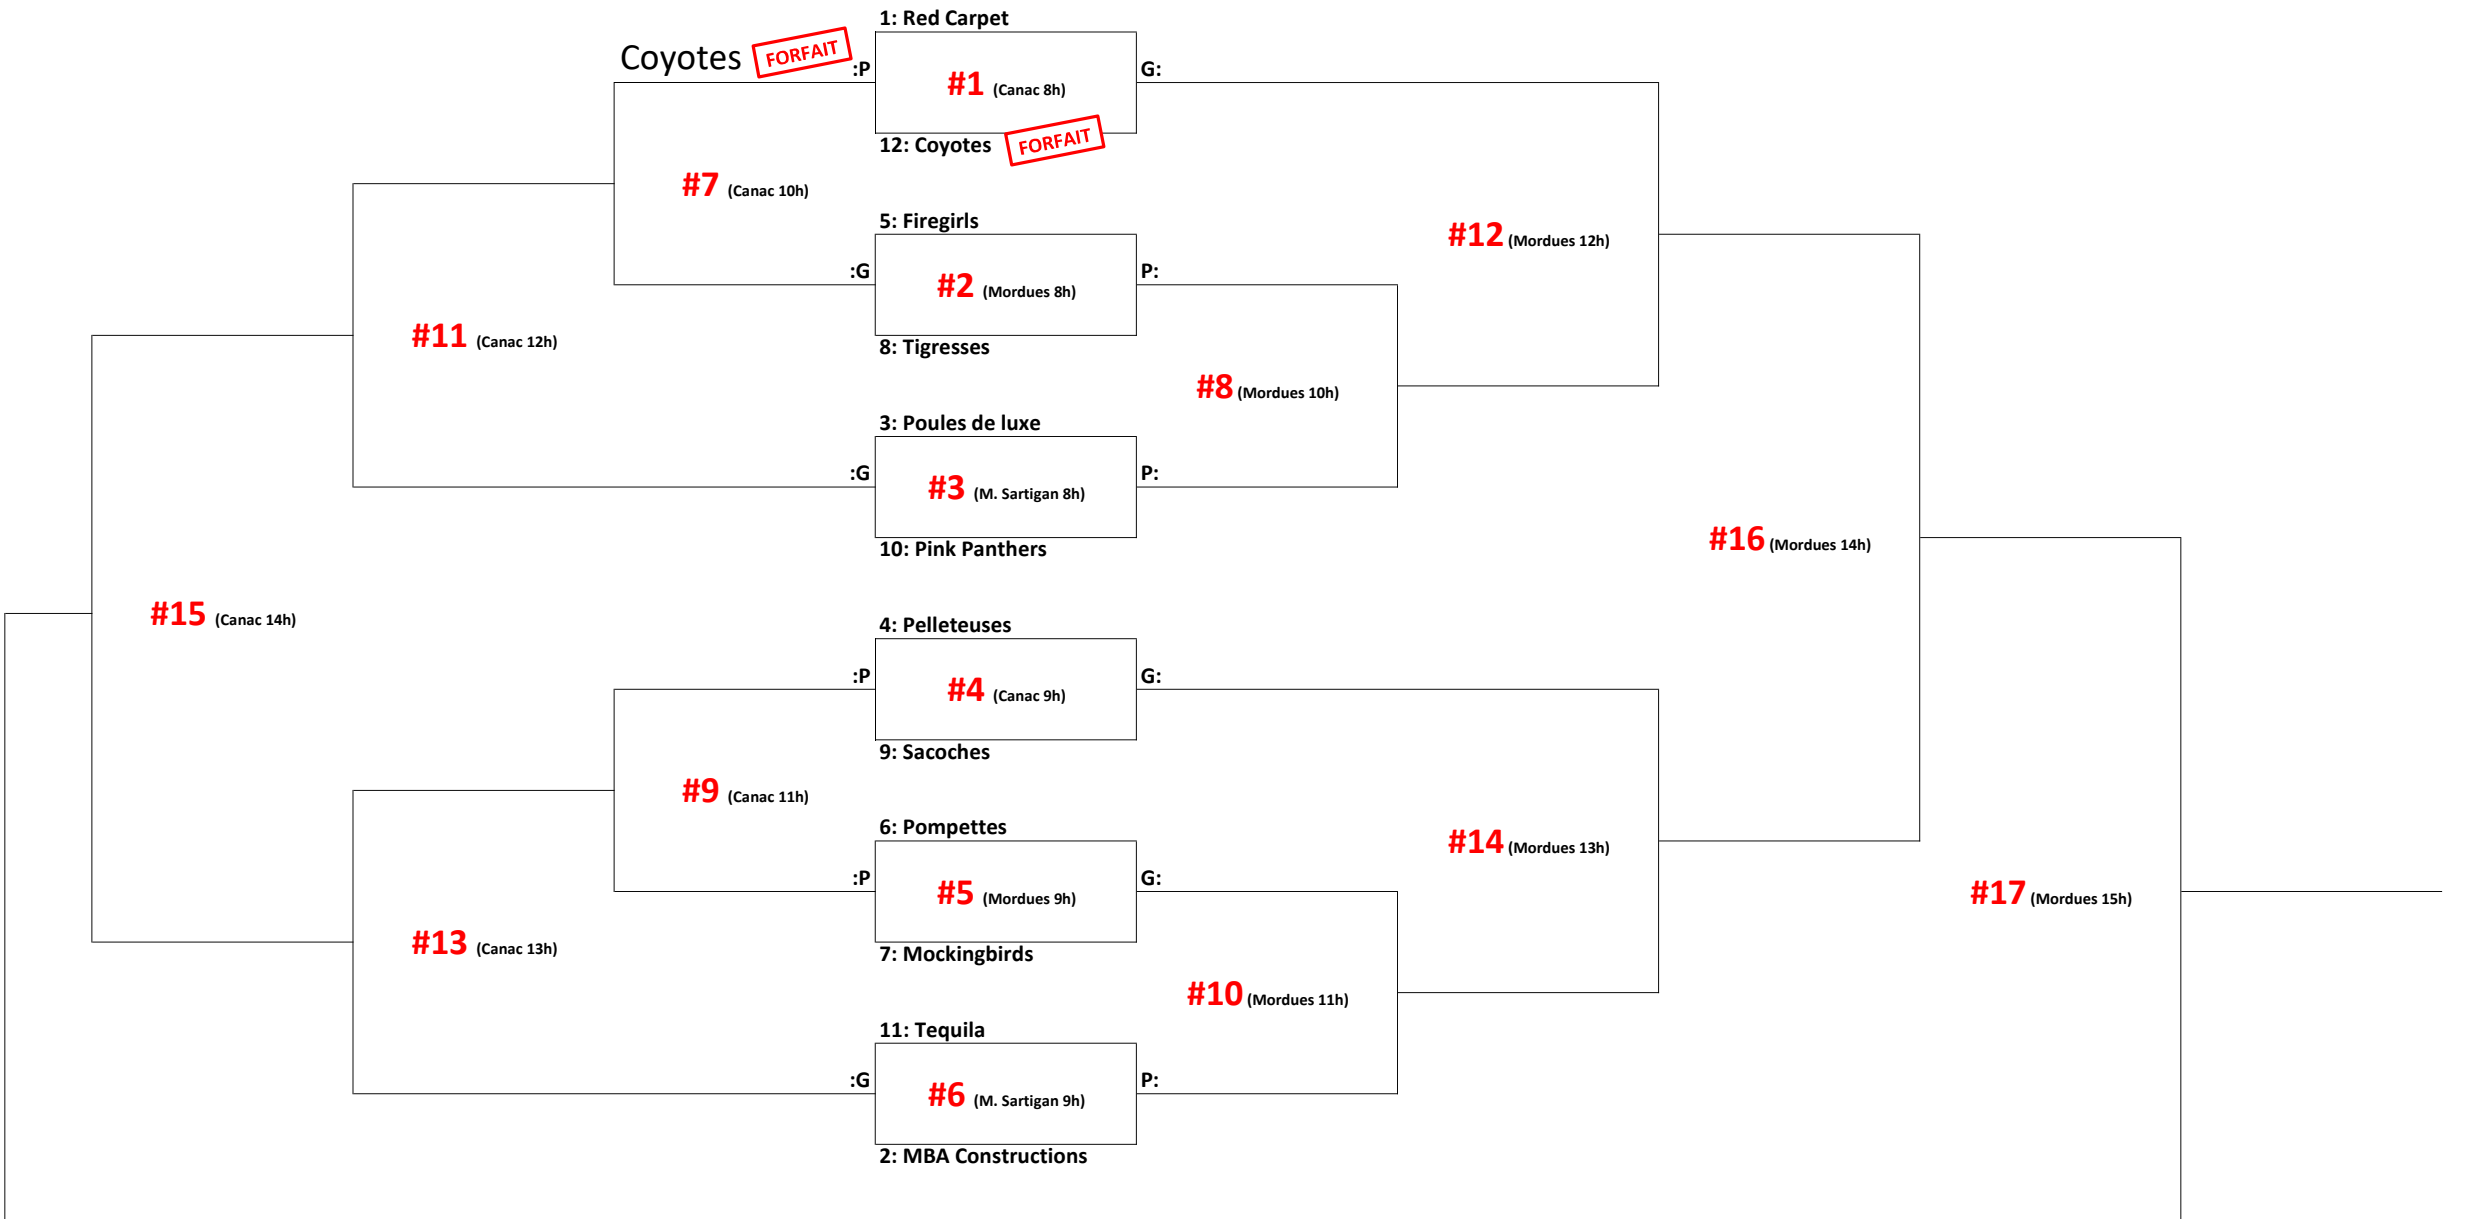 1: Red Carpet
Coyotes FORFAIT
:P
#1 (Canac 8h)
G:
12: Coyotes FORFAIT
#7 (Canac 10h)
5: Firegirls
#12 (Mordues 12h)
:G
#2 (Mordues 8h)
P:
#11 (Canac 12h)
8: Tigresses
#8 (Mordues 10h)
3: Poules de luxe
:G
#3 (M. Sartigan 8h)
P:
10: Pink Panthers
#16 (Mordues 14h)
#15 (Canac 14h)
4: Pelleteuses
:P
#4 (Canac 9h)
G:
9: Sacoches
#9 (Canac 11h)
6: Pompettes
#14 (Mordues 13h)
:P
#5 (Mordues 9h)
G:
#17 (Mordues 15h)
#13 (Canac 13h)
7: Mockingbirds
#10 (Mordues 11h)
11: Tequila
:G
#6 (M. Sartigan 9h)
P:
2: MBA Constructions